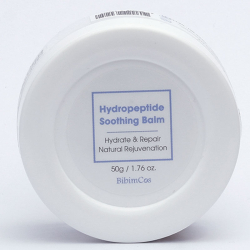 Hydropeptide
Soothing Balm
Hydrate & Repair
Natural Rejuvenation
50g / 1.76 oz.
BibimCos